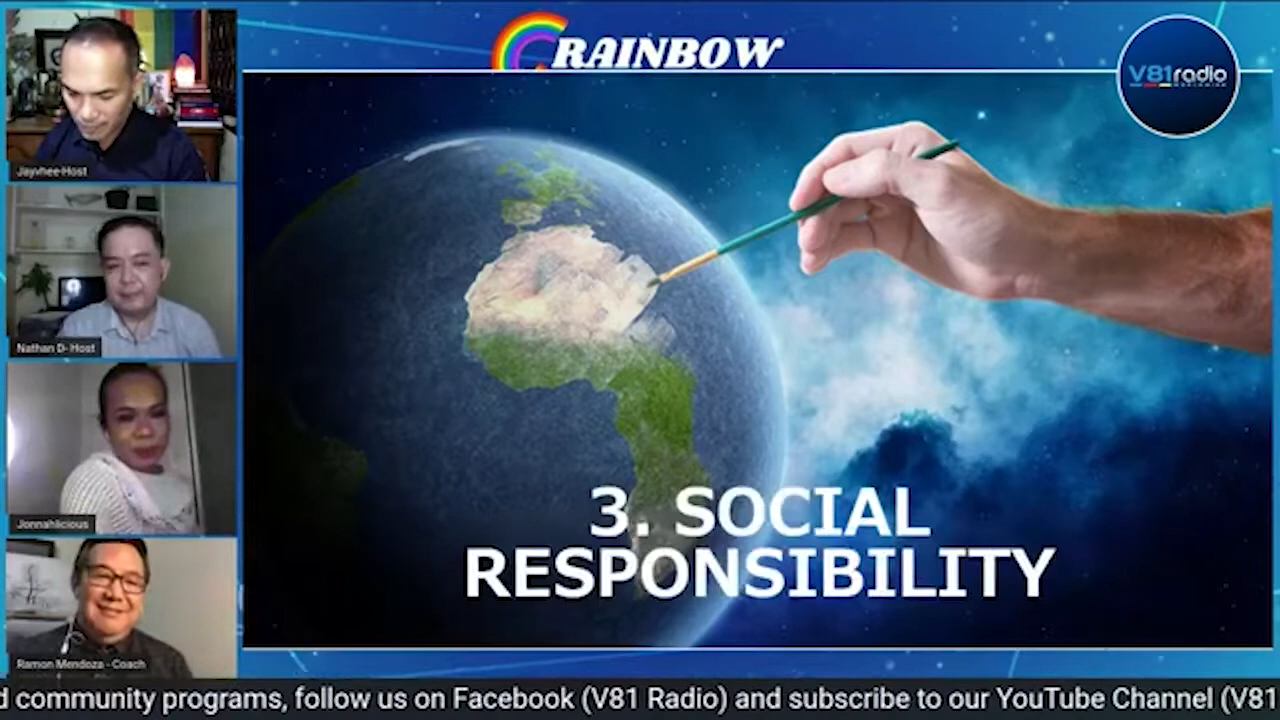 RAINBOW
V81radio
WORLDWIDE
Jayvhee-Host
Nathan D- Host
Jonnahlicious
Ramon Mendoza - Coach
3. SOCIAL
RESPONSIBILITY
d community programs, follow us on Facebook (V81 Radio) and subscribe to our YouTube Channel (V81